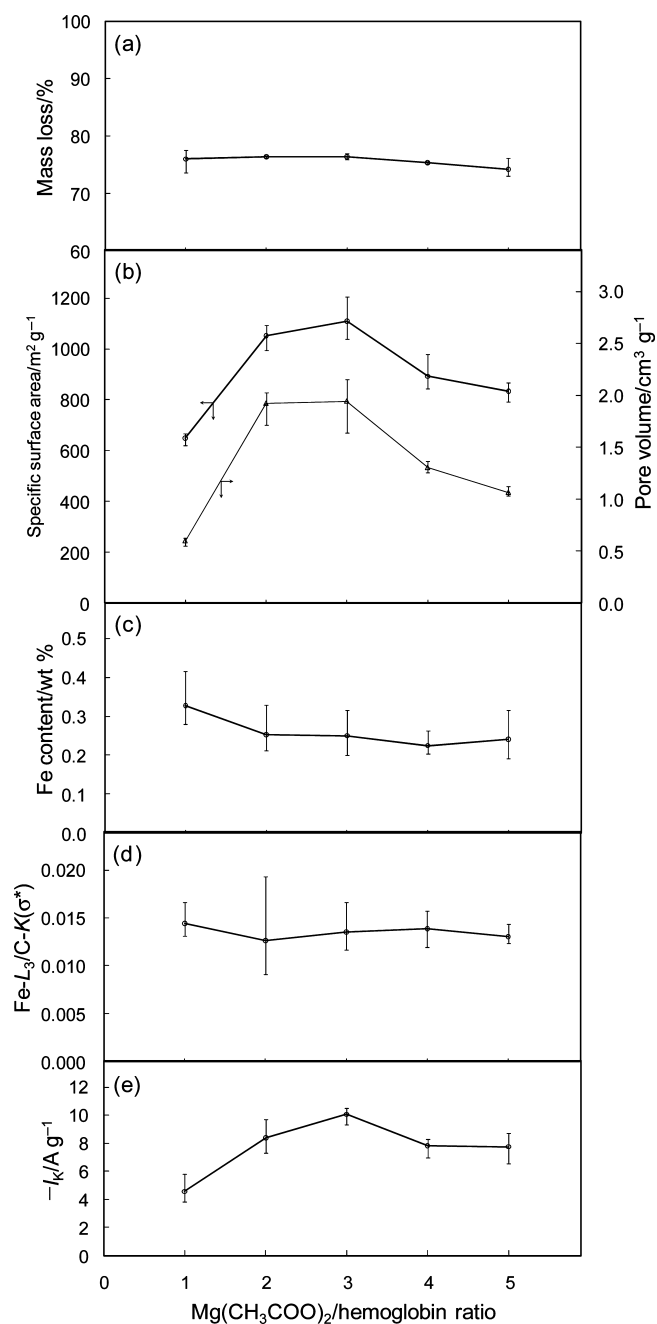 (a)
Mass loss/%
100
90
80
70
60
(b)
Specific surface area/m² g⁻¹
1200
1000
800
600
400
200
0
Pore volume/cm³ g⁻¹
3.0
2.5
2.0
1.5
1.0
0.5
0.0
(c)
Fe content/wt %
0.5
0.4
0.3
0.2
0.1
0.0
(d)
Fe-L₃/C-K(σ*)
0.020
0.015
0.010
0.005
0.000
(e)
−Iₖ/A g⁻¹
12
10
8
6
4
2
0
0 1 2 3 4 5
Mg(CH₃COO)₂/hemoglobin ratio